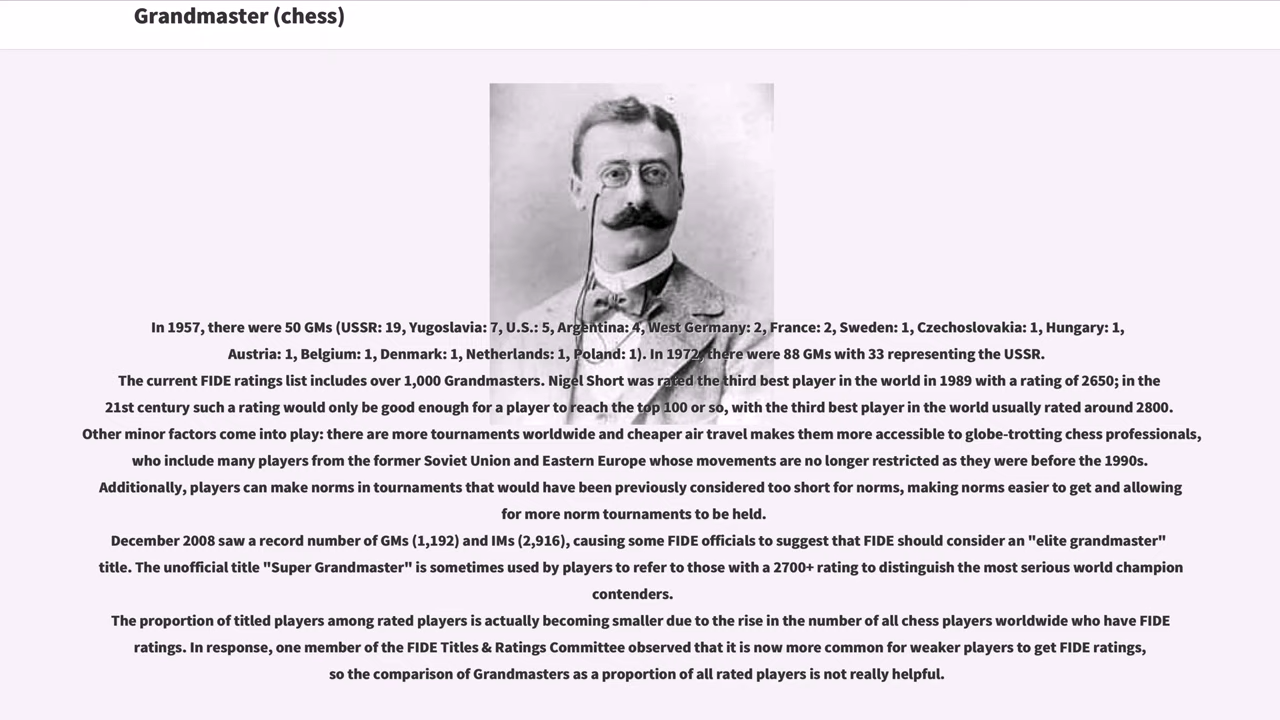 Grandmaster (chess)
In 1957, there were 50 GMs (USSR: 19, Yugoslavia: 7, U.S.: 5, Argentina: 4, West Germany: 2, France: 2, Sweden: 1, Czechoslovakia: 1, Hungary: 1,
Austria: 1, Belgium: 1, Denmark: 1, Netherlands: 1, Poland: 1). In 1972, there were 88 GMs with 33 representing the USSR.
The current FIDE ratings list includes over 1,000 Grandmasters. Nigel Short was rated the third best player in the world in 1989 with a rating of 2650; in the
21st century such a rating would only be good enough for a player to reach the top 100 or so, with the third best player in the world usually rated around 2800.
Other minor factors come into play: there are more tournaments worldwide and cheaper air travel makes them more accessible to globe-trotting chess professionals,
who include many players from the former Soviet Union and Eastern Europe whose movements are no longer restricted as they were before the 1990s.
Additionally, players can make norms in tournaments that would have been previously considered too short for norms, making norms easier to get and allowing
for more norm tournaments to be held.
December 2008 saw a record number of GMs (1,192) and IMs (2,916), causing some FIDE officials to suggest that FIDE should consider an "elite grandmaster"
title. The unofficial title "Super Grandmaster" is sometimes used by players to refer to those with a 2700+ rating to distinguish the most serious world champion
contenders.
The proportion of titled players among rated players is actually becoming smaller due to the rise in the number of all chess players worldwide who have FIDE
ratings. In response, one member of the FIDE Titles & Ratings Committee observed that it is now more common for weaker players to get FIDE ratings,
so the comparison of Grandmasters as a proportion of all rated players is not really helpful.